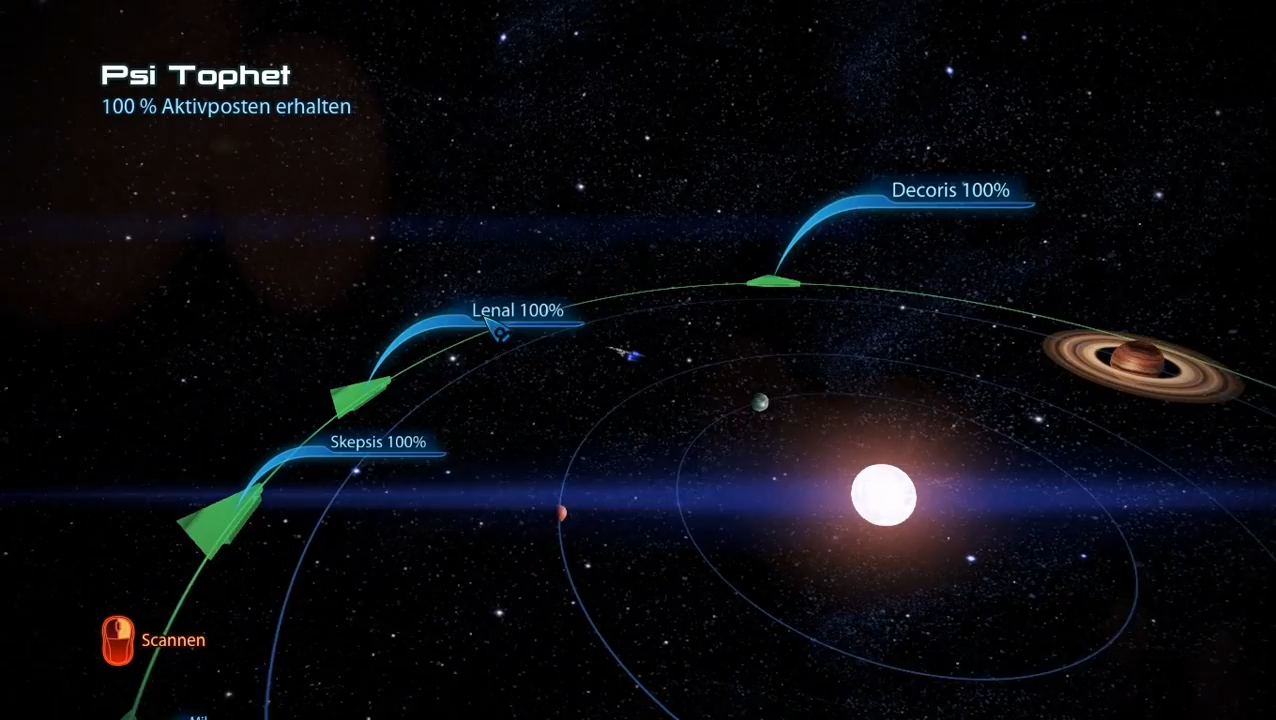 Psi Tophet
100 % Aktivposten erhalten
Decoris 100%
Lenal 100%
Skepsis 100%
Scannen